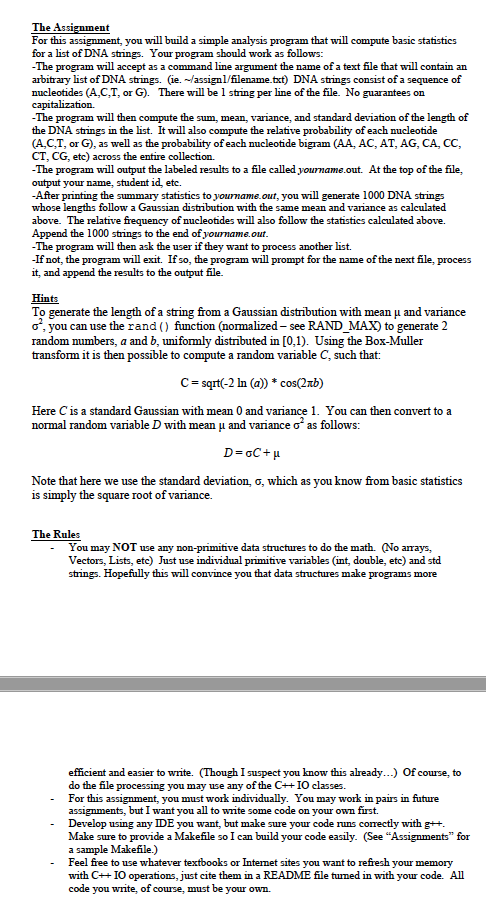 The Assignment
For this assignment, you will build a simple analysis program that will compute basic statistics
for a list of DNA strings.  Your program should work as follows:
-The program will accept as a command line argument the name of a text file that will contain an
arbitrary list of DNA strings.  (ie. ~/assign1/filename.txt)  DNA strings consist of a sequence of
nucleotides (A,C,T, or G).   There will be 1 string per line of the file.  No guarantees on
capitalization.
-The program will then compute the sum, mean, variance, and standard deviation of the length of
the DNA strings in the list.  It will also compute the relative probability of each nucleotide
(A,C,T, or G), as well as the probability of each nucleotide bigram (AA, AC, AT, AG, CA, CC,
CT, CG, etc) across the entire collection.
-The program will output the labeled results to a file called yourname.out.  At the top of the file,
output your name, student id, etc.
-After printing the summary statistics to yourname.out, you will generate 1000 DNA strings
whose lengths follow a Gaussian distribution with the same mean and variance as calculated
above.  The relative frequency of nucleotides will also follow the statistics calculated above.
Append the 1000 strings to the end of yourname.out.
-The program will then ask the user if they want to process another list.
-If not, the program will exit.  If so, the program will prompt for the name of the next file, process
it, and append the results to the output file.
Hints
To generate the length of a string from a Gaussian distribution with mean μ and variance
σ², you can use the rand() function (normalized – see RAND_MAX) to generate 2
random numbers, a and b, uniformly distributed in [0,1).  Using the Box-Muller
transform it is then possible to compute a random variable C, such that:
C = sqrt(-2 ln (a)) * cos(2πb)
Here C is a standard Gaussian with mean 0 and variance 1.  You can then convert to a
normal random variable D with mean μ and variance σ² as follows:
D = σC + μ
Note that here we use the standard deviation, σ, which as you know from basic statistics
is simply the square root of variance.
The Rules
- You may NOT use any non-primitive data structures to do the math.  (No arrays,
Vectors, Lists, etc)  Just use individual primitive variables (int, double, etc) and std
strings. Hopefully this will convince you that data structures make programs more
efficient and easier to write.  (Though I suspect you know this already…)  Of course, to
do the file processing you may use any of the C++ IO classes.
- For this assignment, you must work individually.  You may work in pairs in future
assignments, but I want you all to write some code on your own first.
- Develop using any IDE you want, but make sure your code runs correctly with g++.
Make sure to provide a Makefile so I can build your code easily.  (See “Assignments” for
a sample Makefile.)
- Feel free to use whatever textbooks or Internet sites you want to refresh your memory
with C++ IO operations, just cite them in a README file turned in with your code.  All
code you write, of course, must be your own.